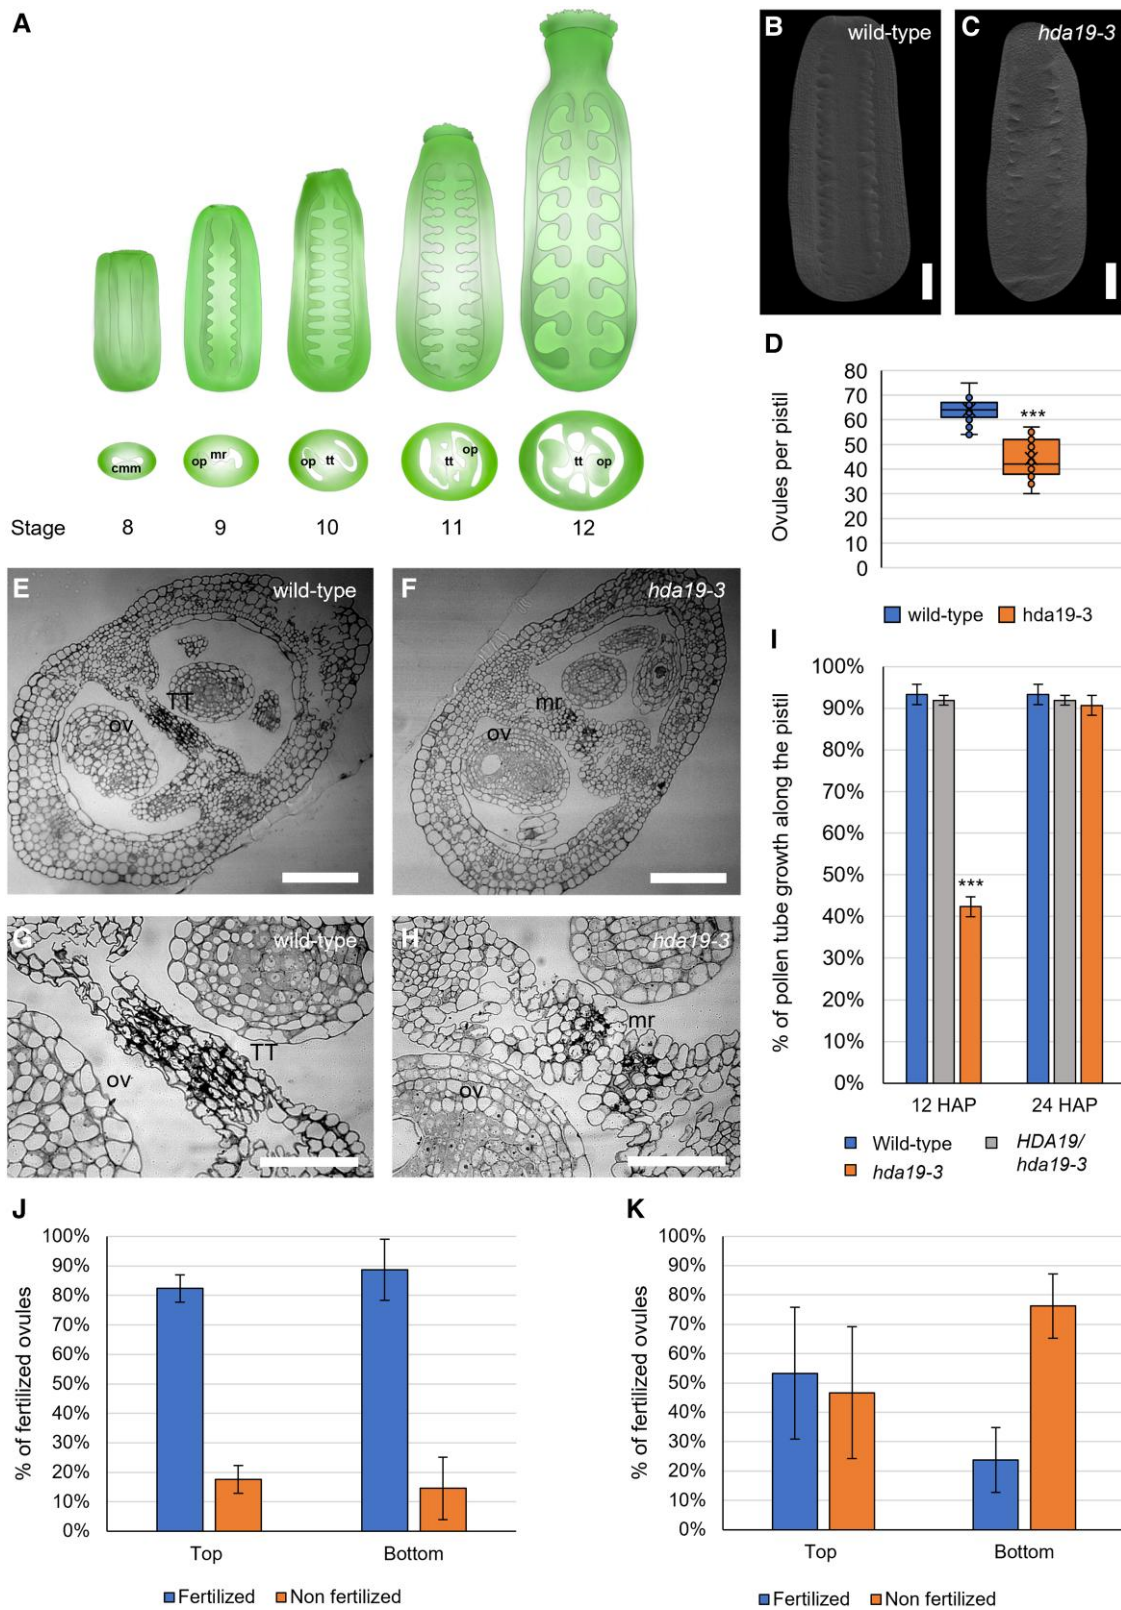 A
cmm
op mr
op tt
tt op
tt op
Stage 8 9 10 11 12
B wild-type
C hda19-3
D
Ovules per pistil
80
70
60
50
40
30
20
10
0
***
wild-type hda19-3
E wild-type
TT
ov
F hda19-3
mr
ov
G wild-type
TT
ov
H hda19-3
mr
ov
I
% of pollen tube growth along the pistil
100%
90%
80%
70%
60%
50%
40%
30%
20%
10%
0%
***
12 HAP 24 HAP
Wild-type HDA19/
hda19-3 hda19-3
J
% of fertilized ovules
100%
90%
80%
70%
60%
50%
40%
30%
20%
10%
0%
Top Bottom
Fertilized Non fertilized
K
% of fertilized ovules
100%
90%
80%
70%
60%
50%
40%
30%
20%
10%
0%
Top Bottom
Fertilized Non fertilized